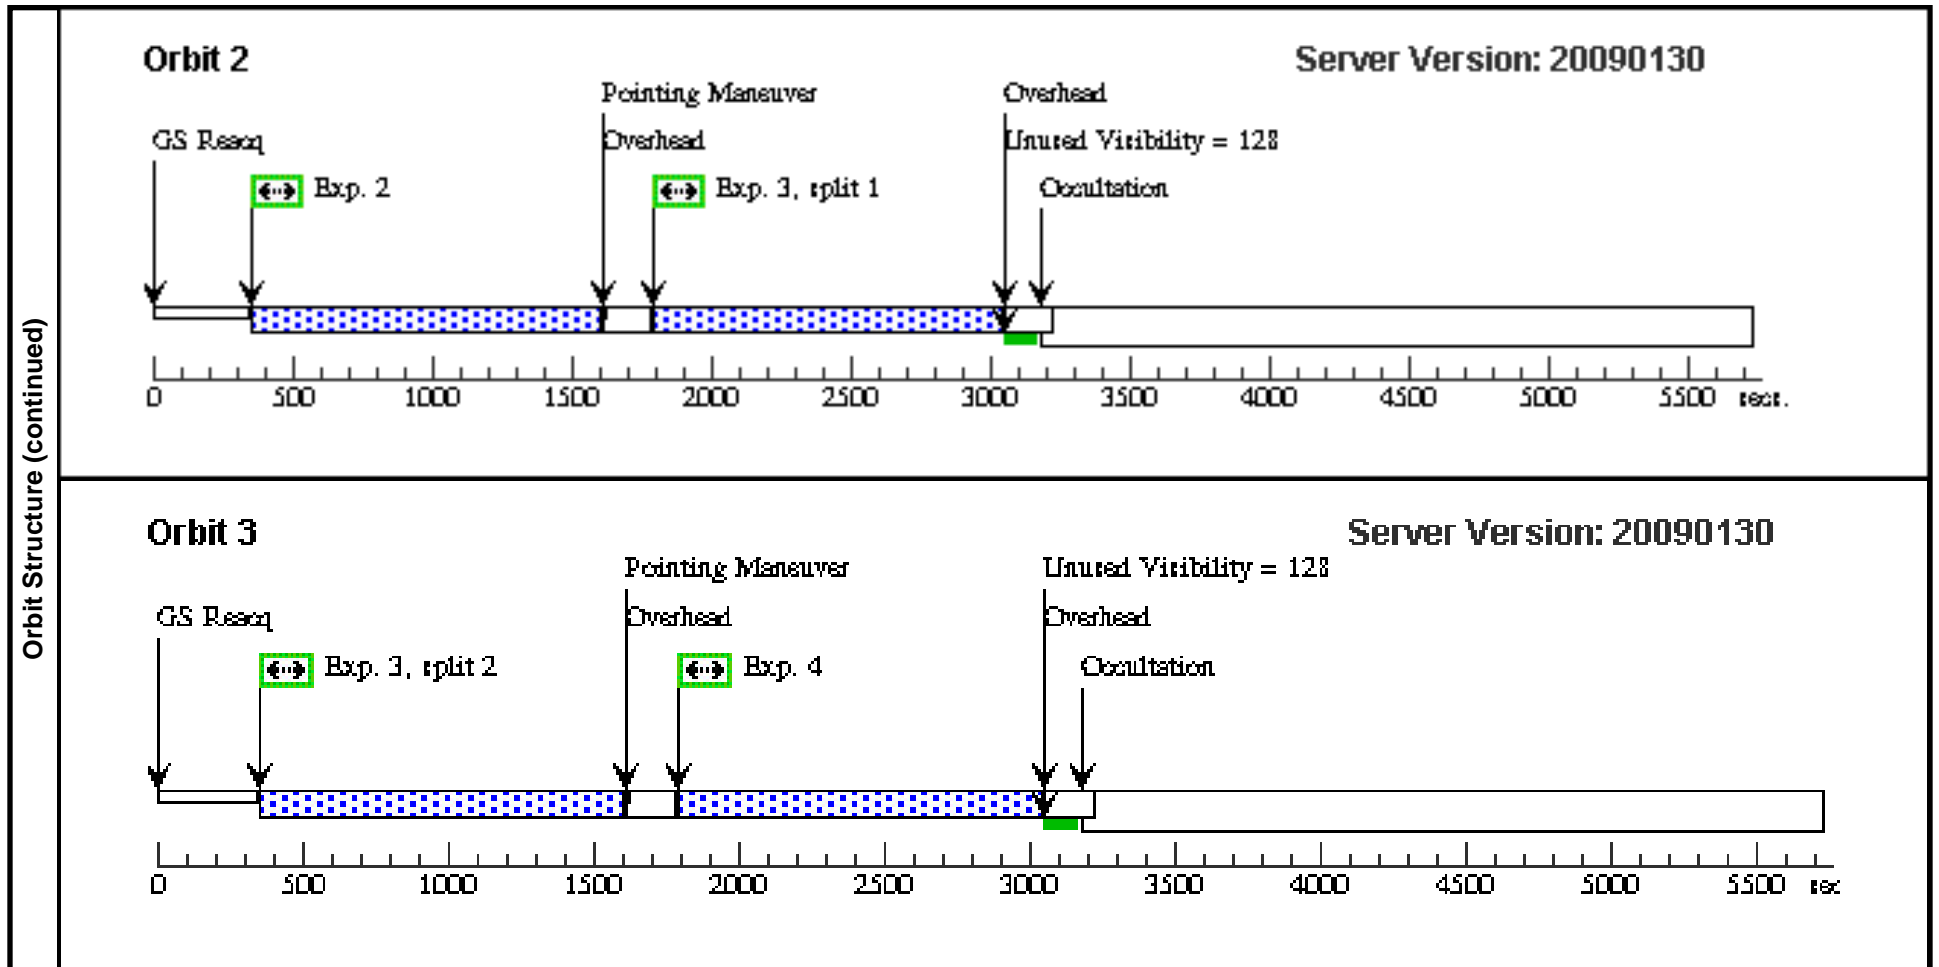 Orbit Structure (continued)
Orbit 2
Server Version: 20090130
Pointing Maneuver
Overhead
GS Reacq
Overhead
Unused Visibility = 128
Exp. 2
Exp. 3, split 1
Occultation
0 500 1000 1500 2000 2500 3000 3500 4000 4500 5000 5500 secs.
Orbit 3
Server Version: 20090130
Pointing Maneuver
Unused Visibility = 128
GS Reacq
Overhead
Overhead
Exp. 3, split 2
Exp. 4
Occultation
0 500 1000 1500 2000 2500 3000 3500 4000 4500 5000 5500 sec